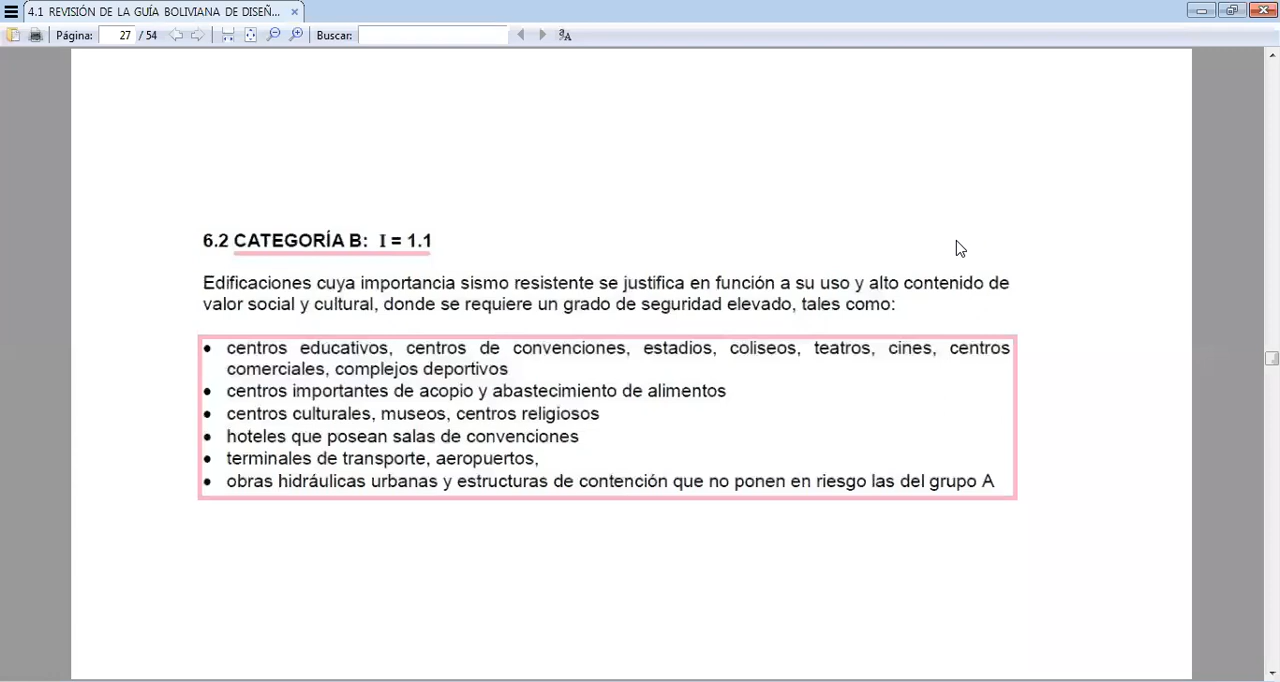 4.1 REVISIÓN DE LA GUÍA BOLIVIANA DE DISEÑ...
Página: 27 / 54 Buscar:
6.2 CATEGORÍA B: I = 1.1
Edificaciones cuya importancia sismo resistente se justifica en función a su uso y alto contenido de
valor social y cultural, donde se requiere un grado de seguridad elevado, tales como:
• centros educativos, centros de convenciones, estadios, coliseos, teatros, cines, centros
comerciales, complejos deportivos
• centros importantes de acopio y abastecimiento de alimentos
• centros culturales, museos, centros religiosos
• hoteles que posean salas de convenciones
• terminales de transporte, aeropuertos,
• obras hidráulicas urbanas y estructuras de contención que no ponen en riesgo las del grupo A